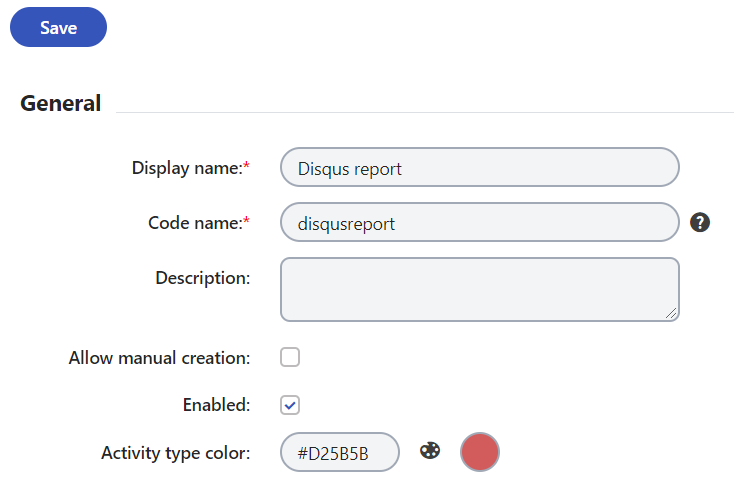 Save
General
Display name:* Disqus report
Code name:* disqusreport ?
Description:
Allow manual creation:
Enabled:
Activity type color: #D25B5B